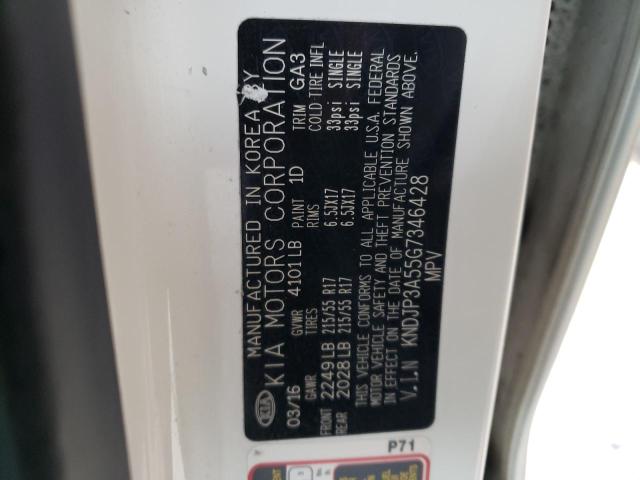 MANUFACTURED IN KOREA BY
KIA MOTORS CORPORATION
03/16 GVWR 4101LB PAINT 1D TRIM GA3
GAWR TIRES RIMS COLD TIRE INFL
FRONT 2249LB 215/55 R17 6.5JX17 33psi SINGLE
REAR 2028LB 215/55 R17 6.5JX17 33psi SINGLE
THIS VEHICLE CONFORMS TO ALL APPLICABLE U.S.A. FEDERAL
MOTOR VEHICLE SAFETY AND THEFT PREVENTION STANDARDS
IN EFFECT ON THE DATE OF MANUFACTURE SHOWN ABOVE.
V.I.N KNDJP3A55G7346428
MPV
KIA
P71